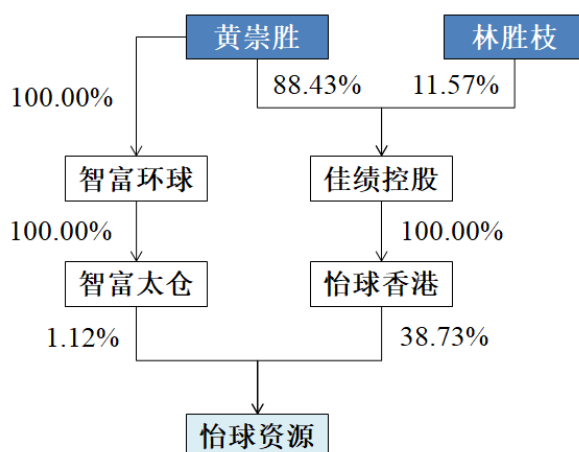 黄崇胜
林胜枝
100.00%
88.43%
11.57%
智富环球
佳绩控股
100.00%
100.00%
智富太仓
怡球香港
1.12%
38.73%
怡球资源